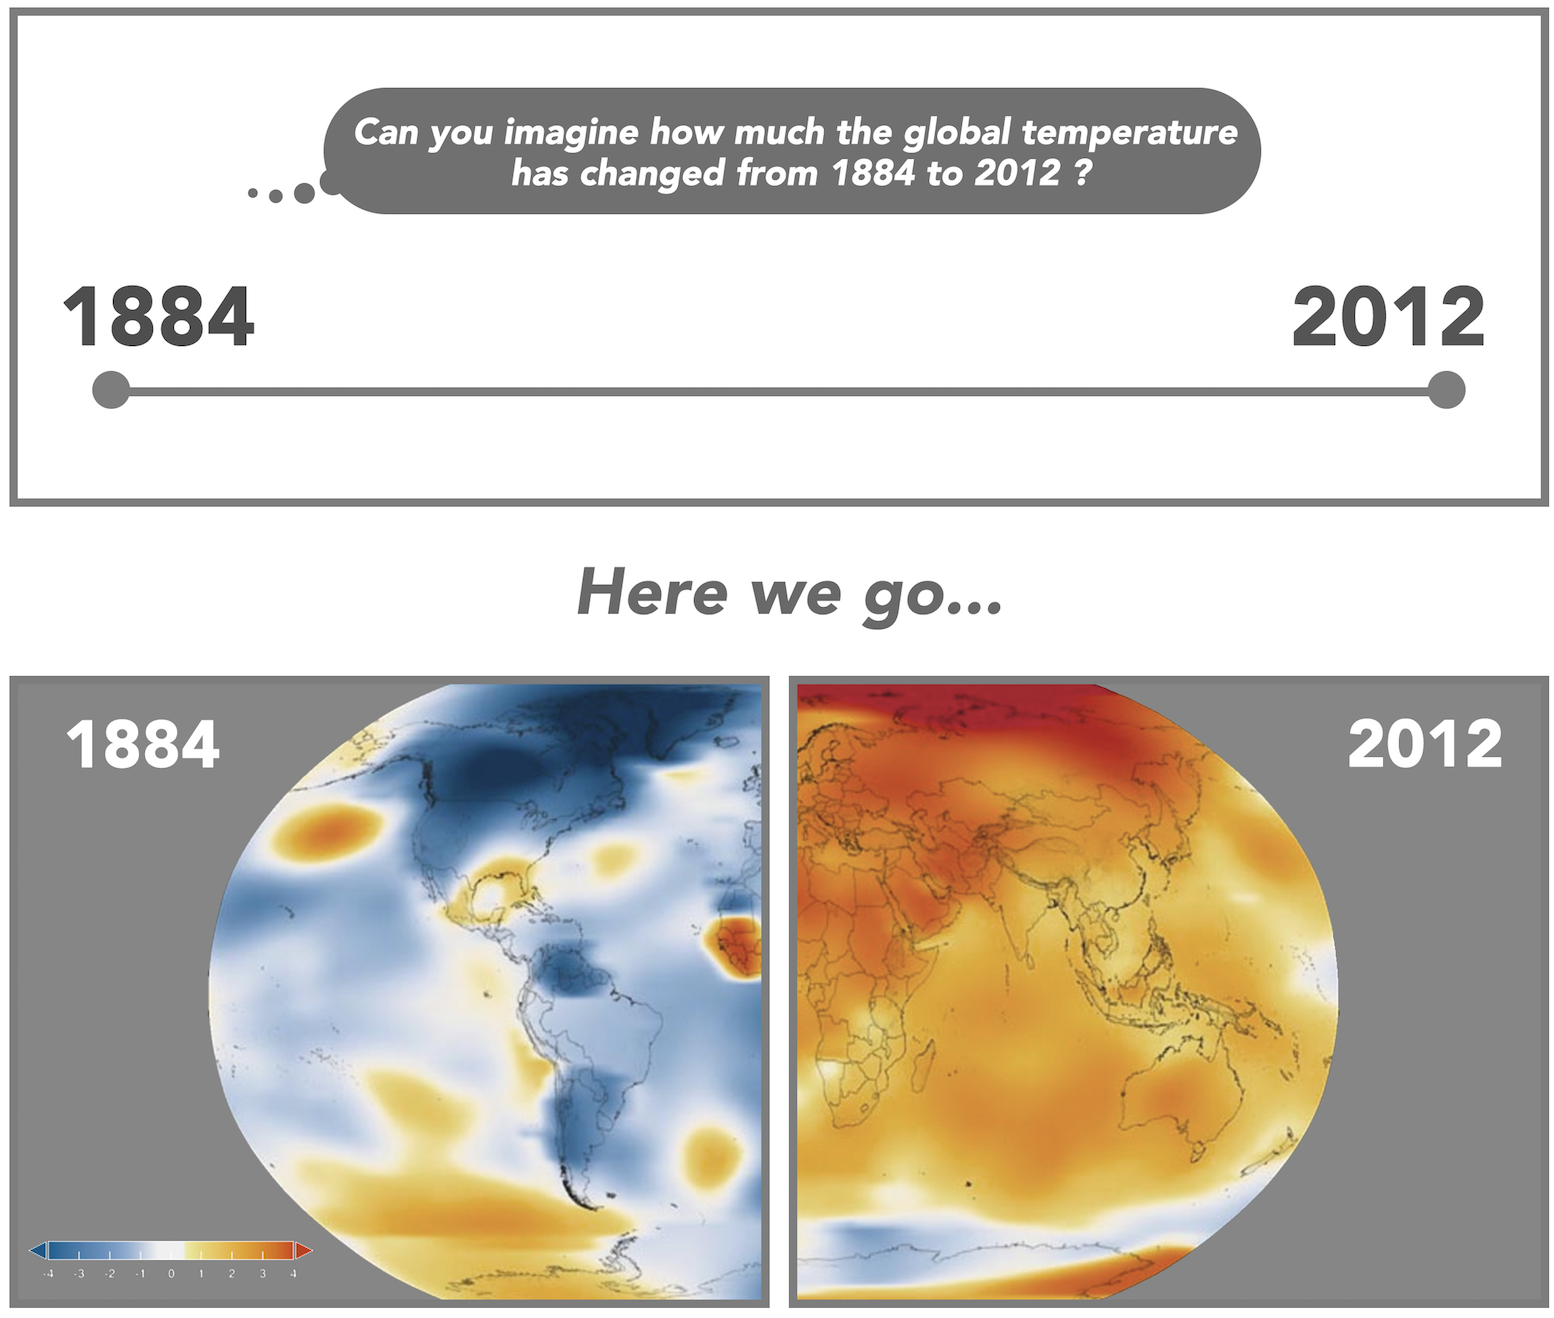 Can you imagine how much the global temperature
has changed from 1884 to 2012 ?
1884
2012
Here we go...
1884
2012
-4 -3 -2 -1 0 1 2 3 4